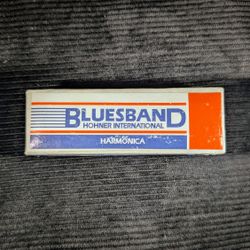 BLUESBAND
HOHNER INTERNATIONAL
HARMONICA